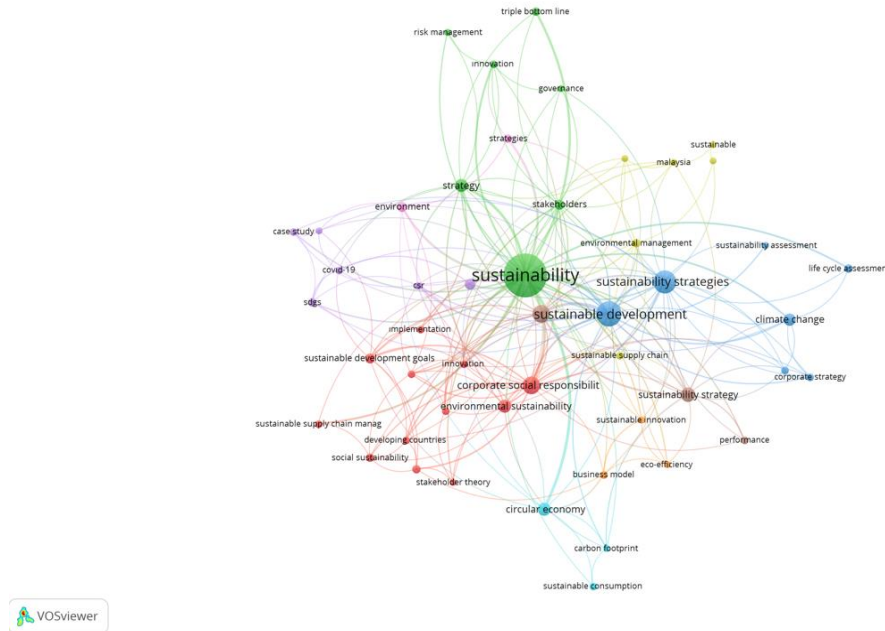 triple bottom line
risk management
innovation
governance
strategies
sustainable
malaysia
strategy
stakeholders
environment
case study
environmental management
sustainability assessment
covid-19
life cycle assessmen
sustainability
sustainability strategies
csr
sdgs
sustainable development
climate change
implementation
sustainable development goals
innovation
sustainable supply chain
corporate strategy
corporate social responsibilit
sustainability strategy
environmental sustainability
sustainable supply chain manag
sustainable innovation
developing countries
performance
social sustainability
eco-efficiency
business model
stakeholder theory
circular economy
carbon footprint
sustainable consumption
VOSviewer